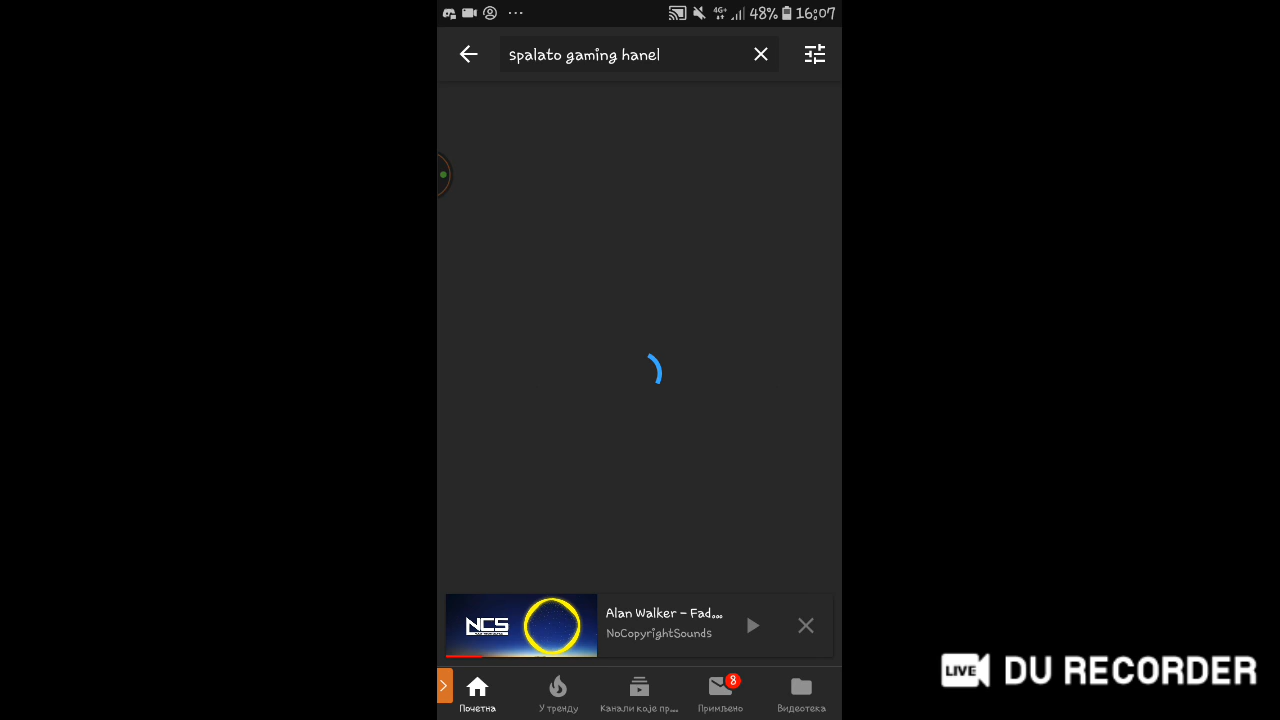 4G+ 48% 16:07
spalato gaming hanel
NCS
Alan Walker - Fad...
NoCopyrightSounds
8
Почетна
У тренду
Канали које пр...
Примљено
Видеотека
LIVE DU RECORDER